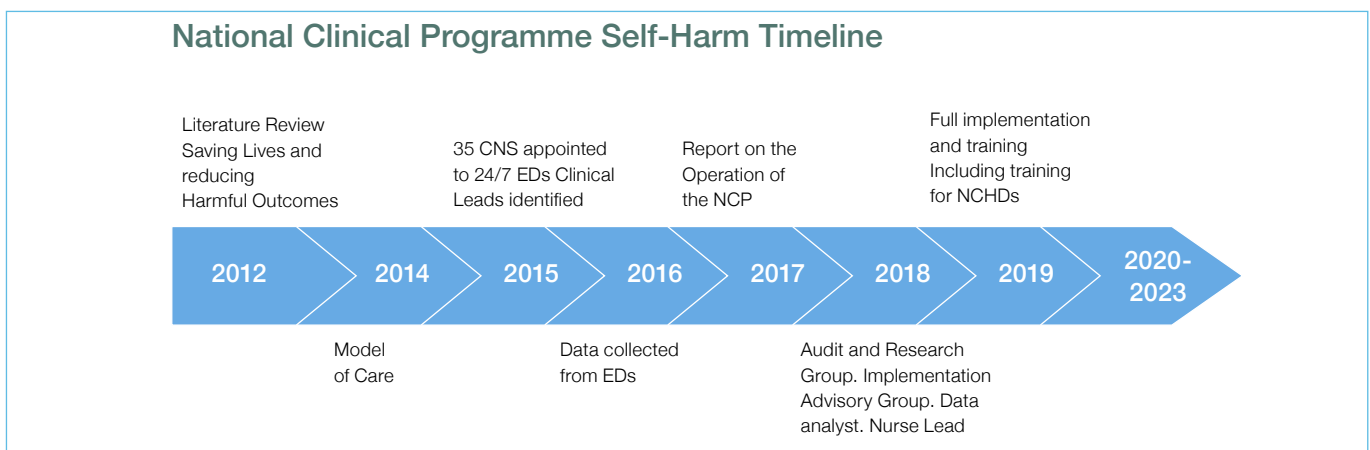 National Clinical Programme Self-Harm Timeline
Literature Review
Saving Lives and
reducing
Harmful Outcomes
35 CNS appointed
to 24/7 EDs Clinical
Leads identified
Report on the
Operation of
the NCP
Full implementation
and training
Including training
for NCHDs
2012
2014
2015
2016
2017
2018
2019
2020-
2023
Model
of Care
Data collected
from EDs
Audit and Research
Group. Implementation
Advisory Group. Data
analyst. Nurse Lead